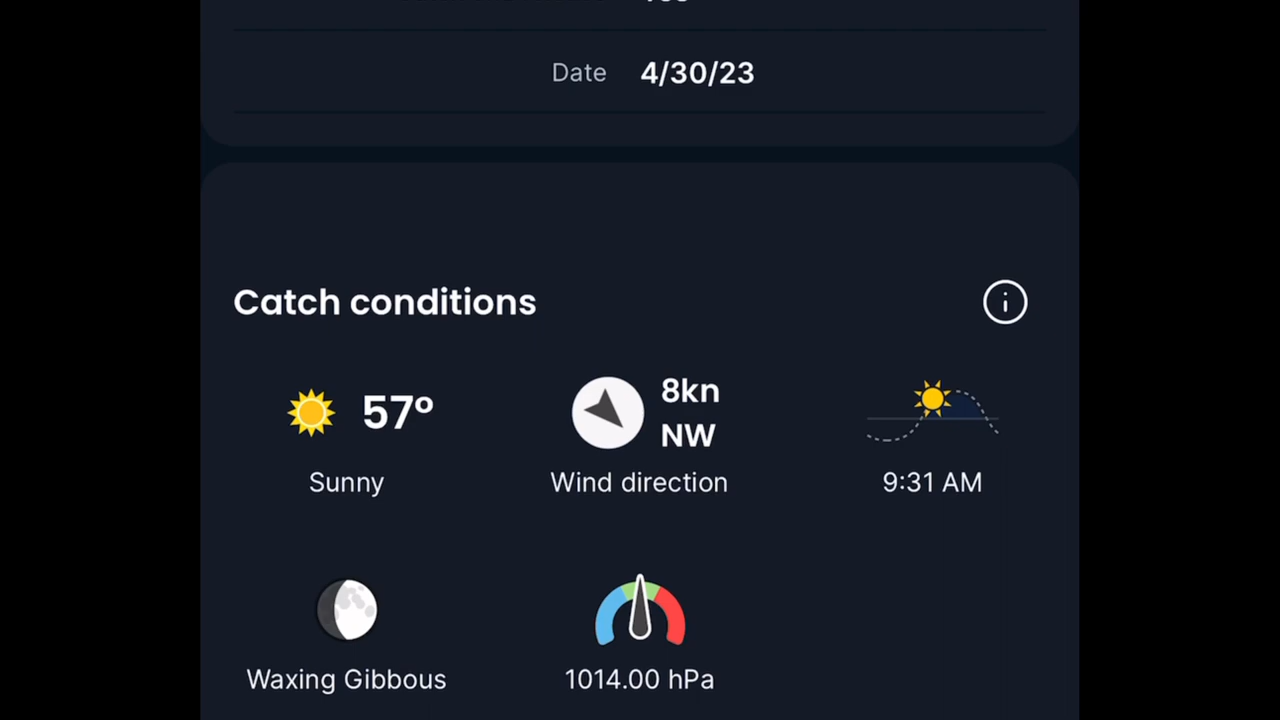 Date 4/30/23
Catch conditions
57°
8kn
NW
Sunny
Wind direction
9:31 AM
Waxing Gibbous
1014.00 hPa